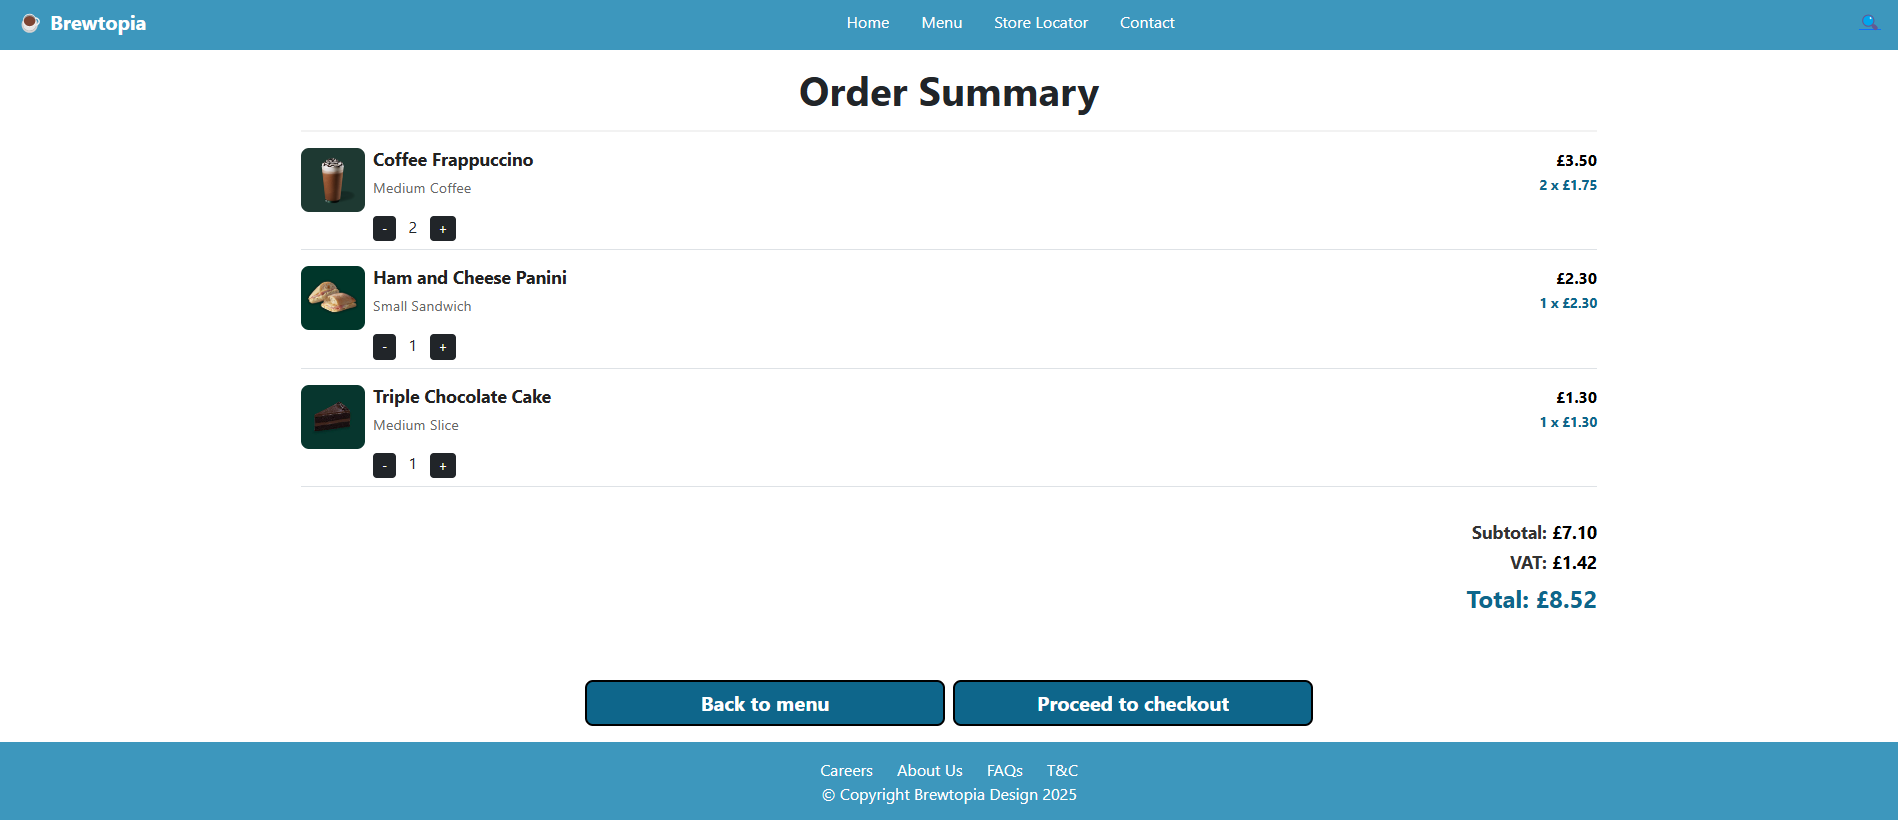 Brewtopia
Home Menu Store Locator Contact
Order Summary
Coffee Frappuccino £3.50
Medium Coffee 2 x £1.75
- 2 +
Ham and Cheese Panini £2.30
Small Sandwich 1 x £2.30
- 1 +
Triple Chocolate Cake £1.30
Medium Slice 1 x £1.30
- 1 +
Subtotal: £7.10
VAT: £1.42
Total: £8.52
Back to menu Proceed to checkout
Careers About Us FAQs T&C
© Copyright Brewtopia Design 2025